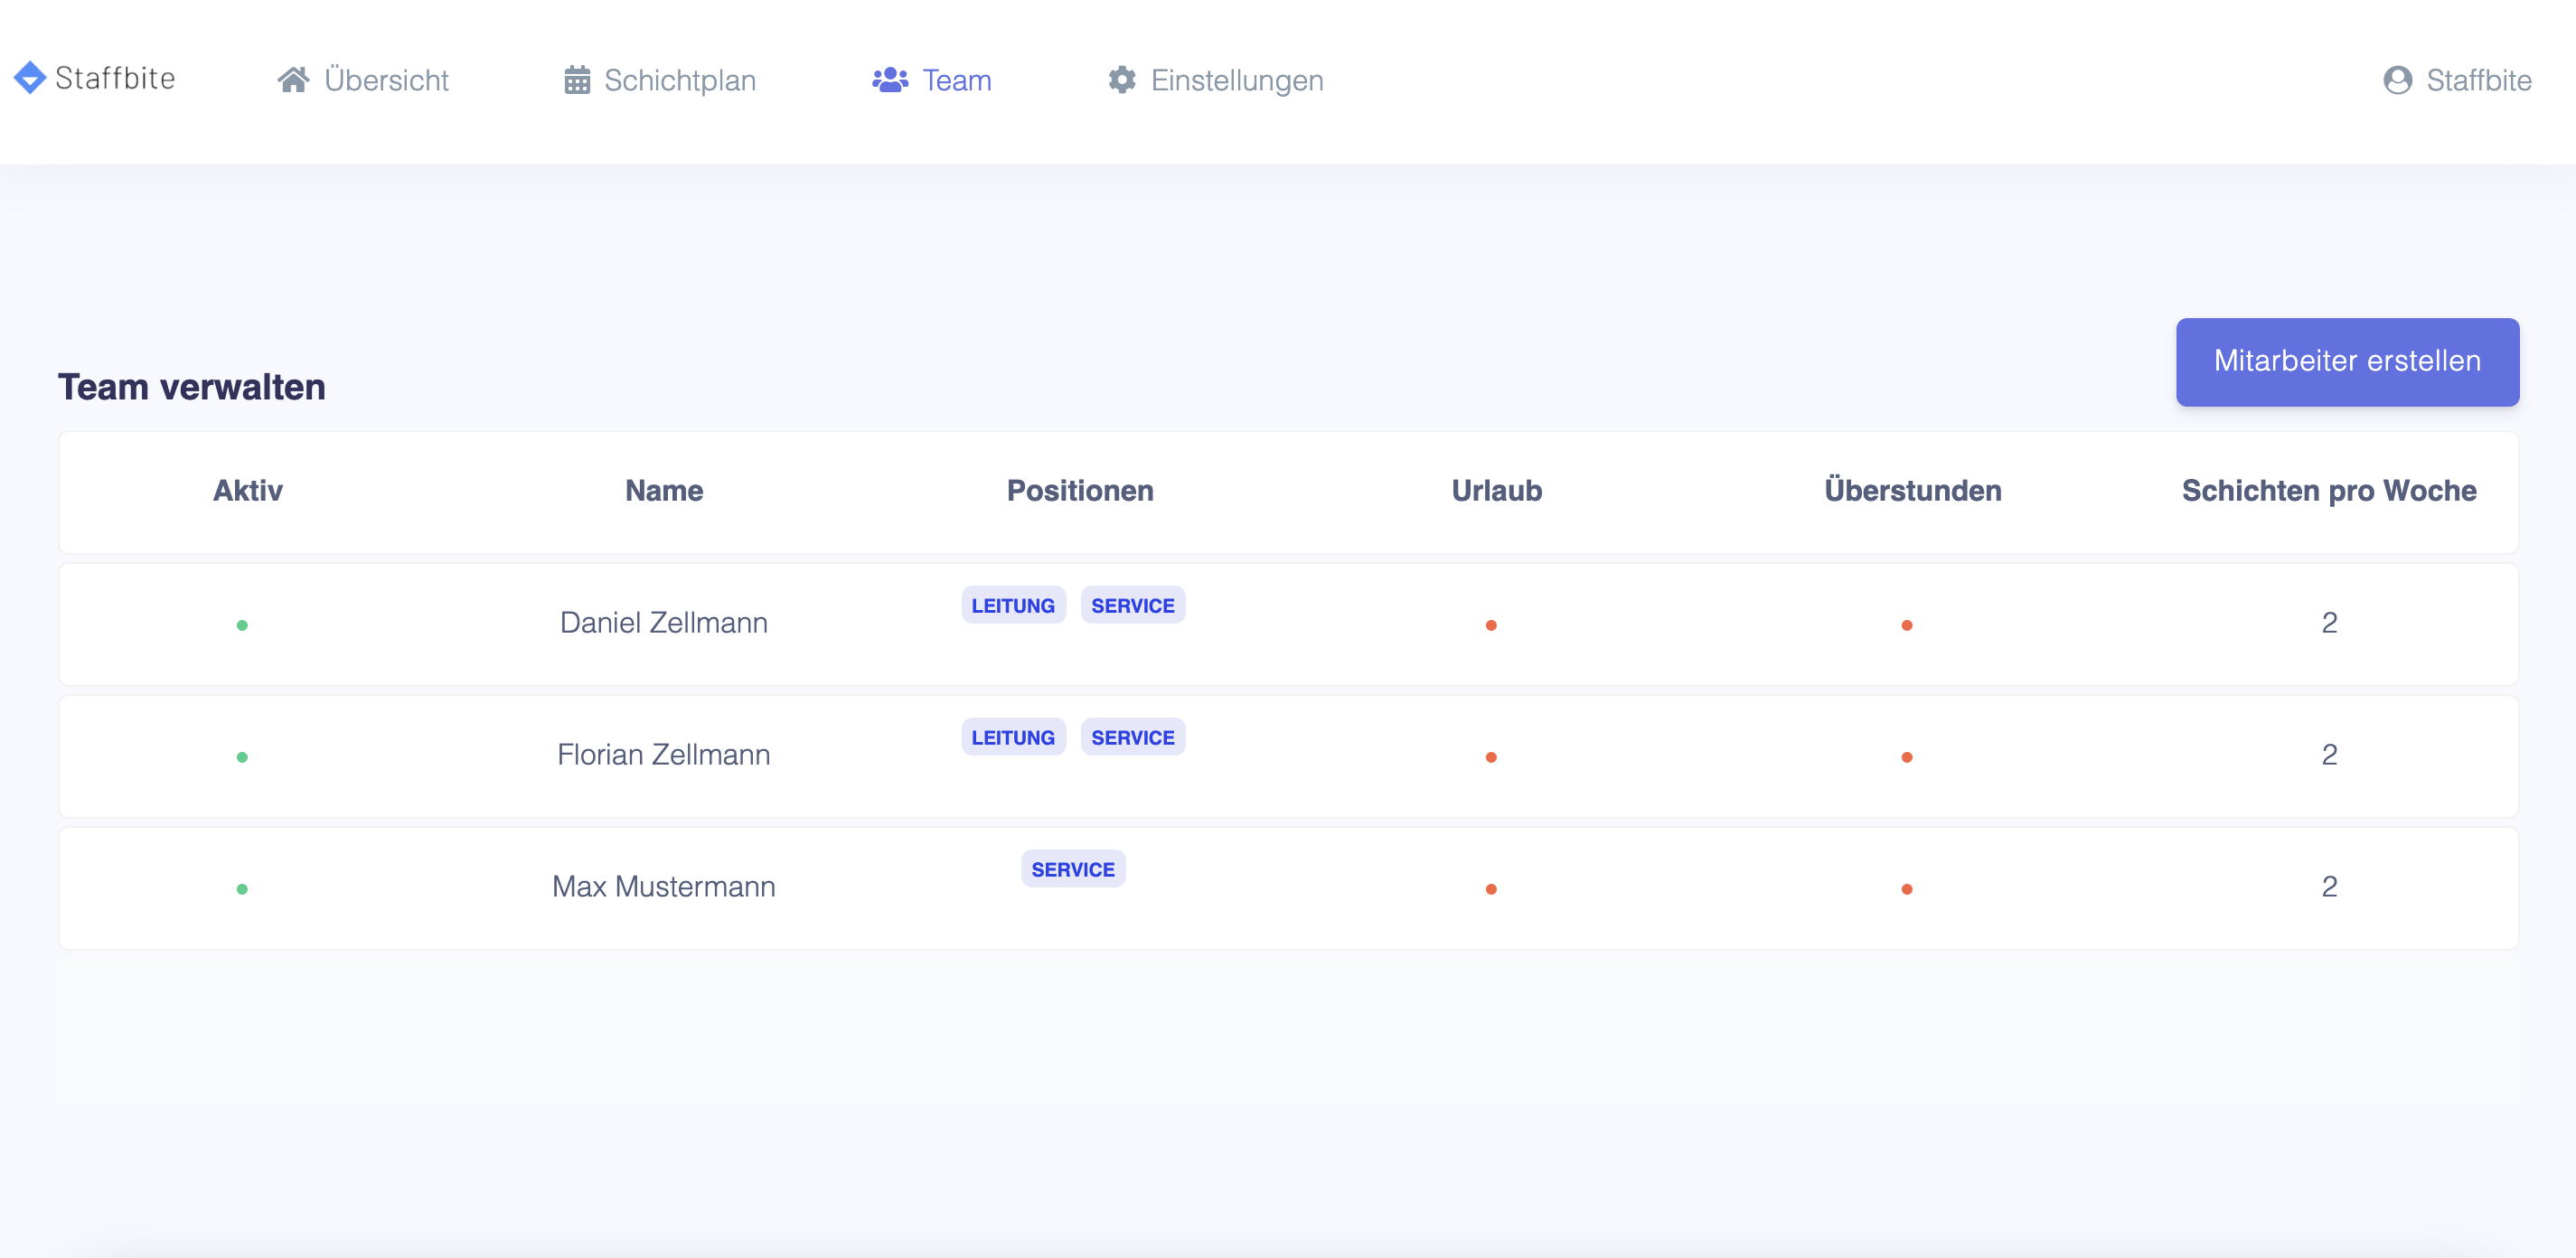 Staffbite Übersicht Schichtplan Team Einstellungen Staffbite
Mitarbeiter erstellen
Team verwalten
Aktiv Name Positionen Urlaub Überstunden Schichten pro Woche
Daniel Zellmann LEITUNG SERVICE 2
Florian Zellmann LEITUNG SERVICE 2
Max Mustermann SERVICE 2